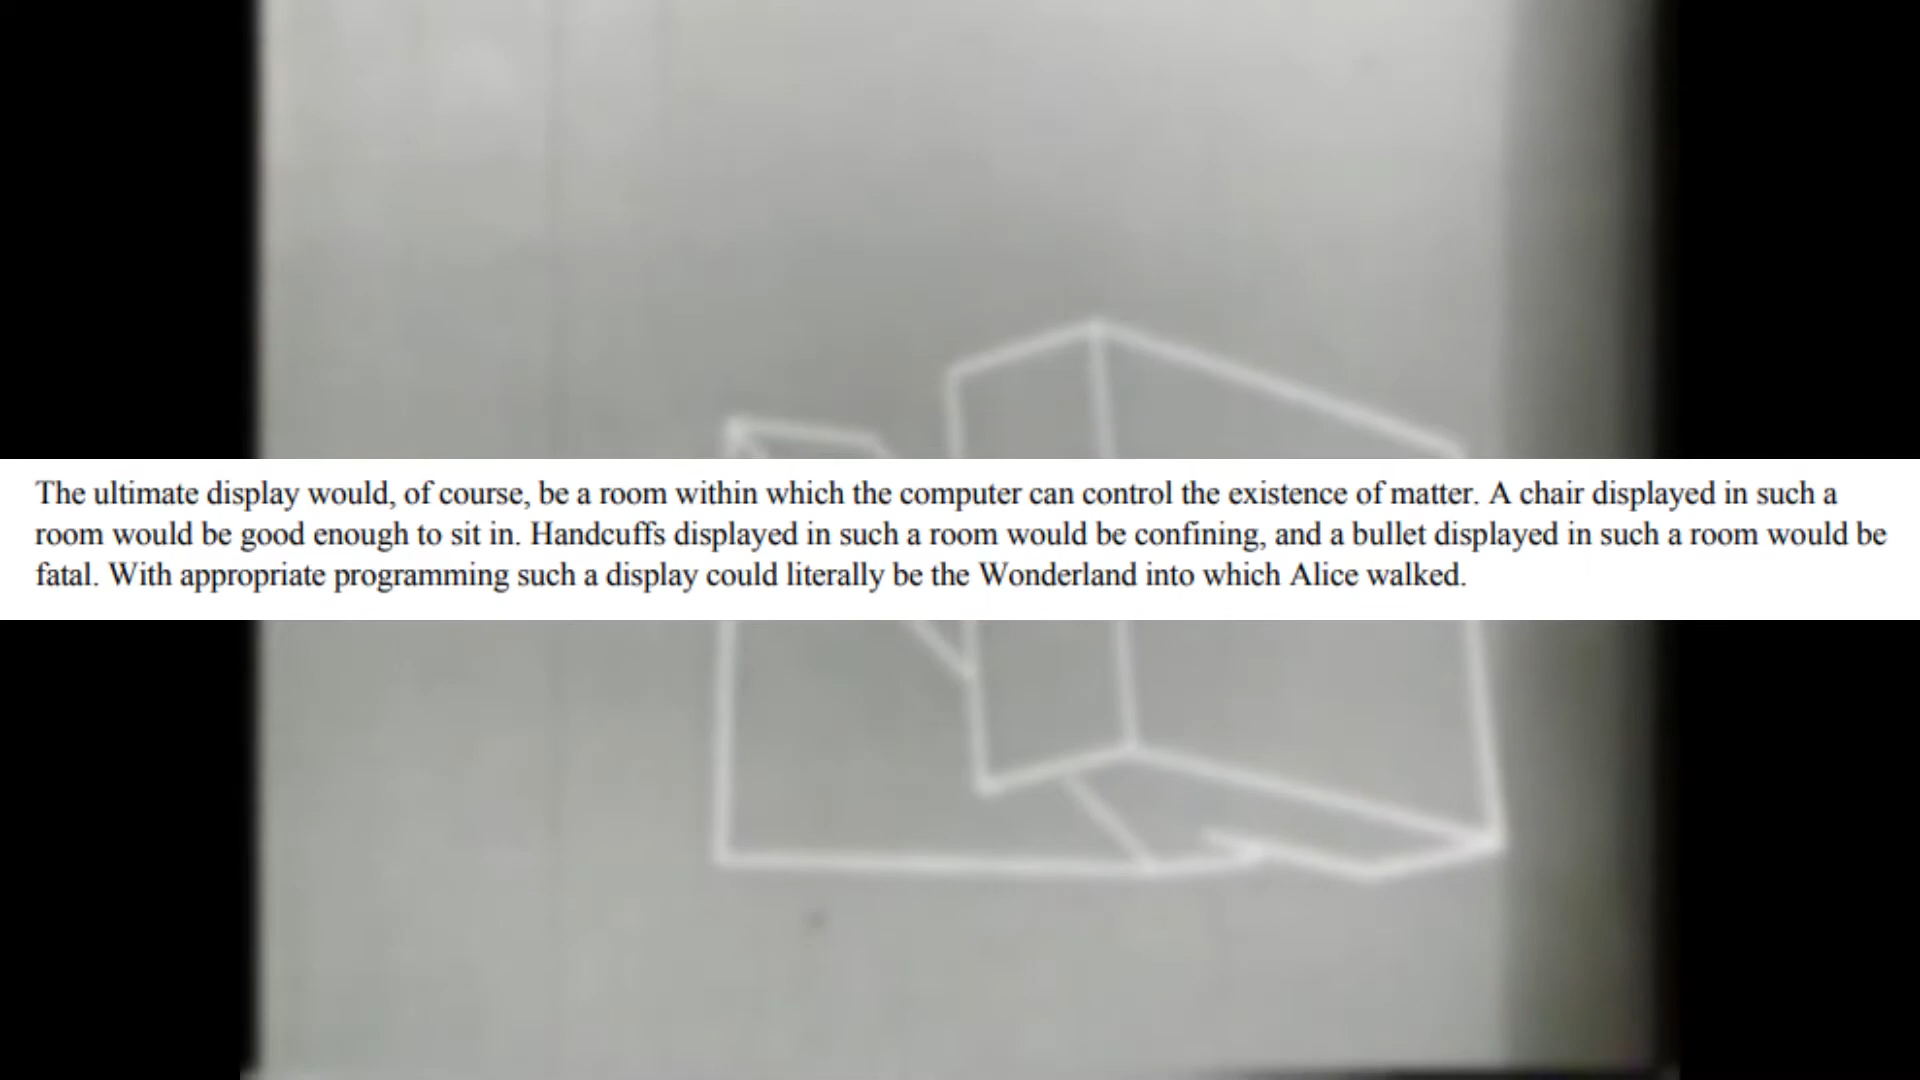 The ultimate display would, of course, be a room within which the computer can control the existence of matter. A chair displayed in such a
room would be good enough to sit in. Handcuffs displayed in such a room would be confining, and a bullet displayed in such a room would be
fatal. With appropriate programming such a display could literally be the Wonderland into which Alice walked.